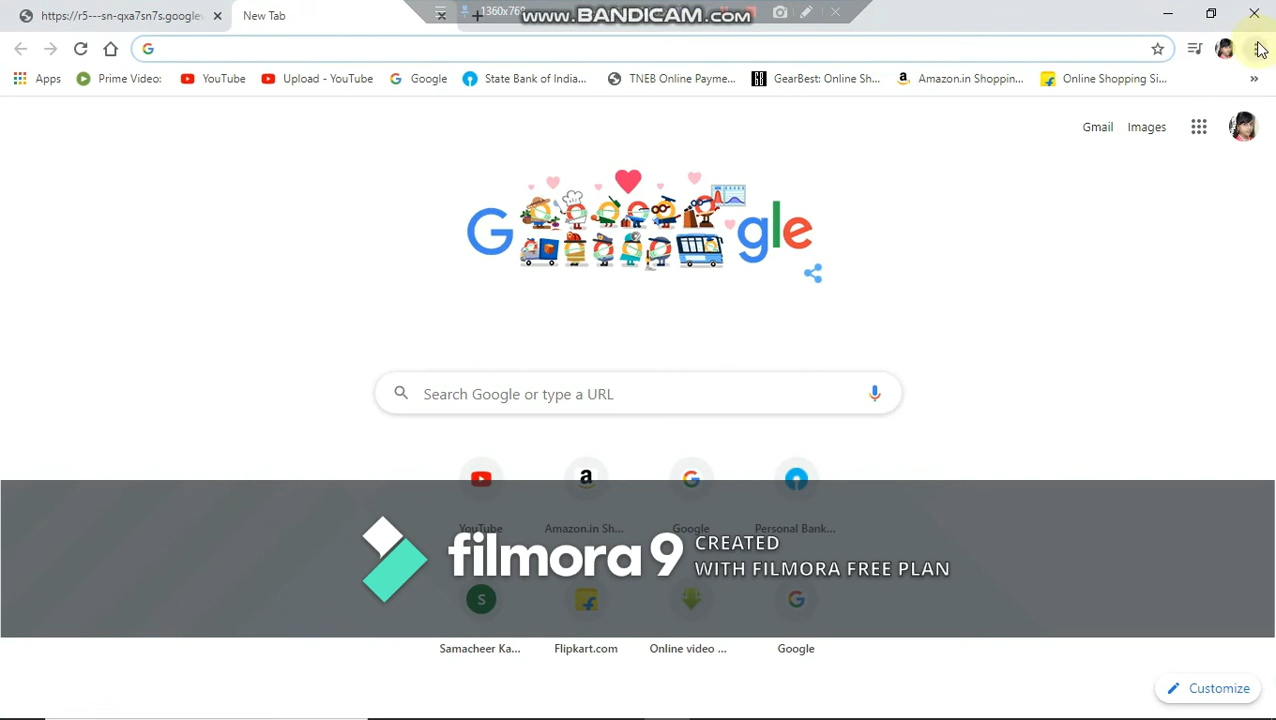 https://r5---sn-qxa7sn7s.google
New Tab
1360x768
www.BANDICAM.com
Apps
Prime Video:
YouTube
Upload - YouTube
Google
State Bank of India...
TNEB Online Payme...
GearBest: Online Sh...
Amazon.in Shoppin...
Online Shopping Si...
»
Gmail
Images
G gle
Search Google or type a URL
YouTube
Amazon.in Sh...
Google
Personal Bank...
filmora 9
CREATED
WITH FILMORA FREE PLAN
S
Samacheer Ka...
Flipkart.com
Online video ...
Google
Customize